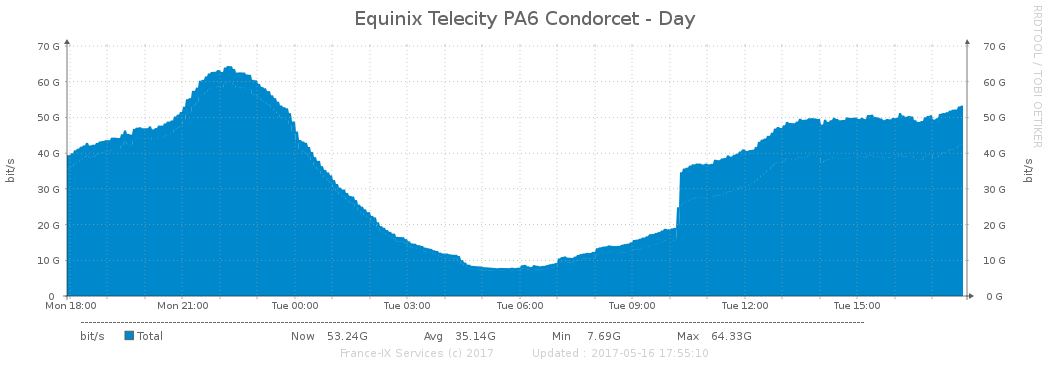 Equinix Telecity PA6 Condorcet - Day
RRDTOOL / TOBI OETIKER
70 G 70 G
60 G 60 G
50 G 50 G
40 G 40 G
30 G 30 G
20 G 20 G
10 G 10 G
0 0 G
bit/s bit/s
Mon 18:00 Mon 21:00 Tue 00:00 Tue 03:00 Tue 06:00 Tue 09:00 Tue 12:00 Tue 15:00
bit/s Total Now 53.24G Avg 35.14G Min 7.69G Max 64.33G
France-IX Services (c) 2017 Updated : 2017-05-16 17:55:10